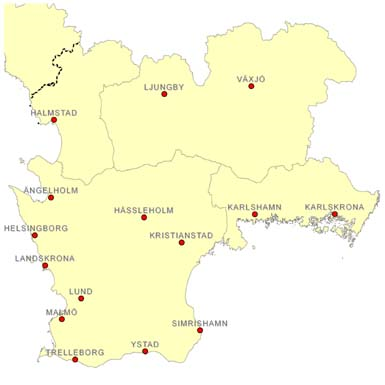 VÄXJÖ
LJUNGBY
HALMSTAD
ÄNGELHOLM
HÄSSLEHOLM
KARLSHAMN
KARLSKRONA
HELSINGBORG
KRISTIANSTAD
LANDSKRONA
LUND
MALMÖ
SIMRISHAMN
YSTAD
TRELLEBORG